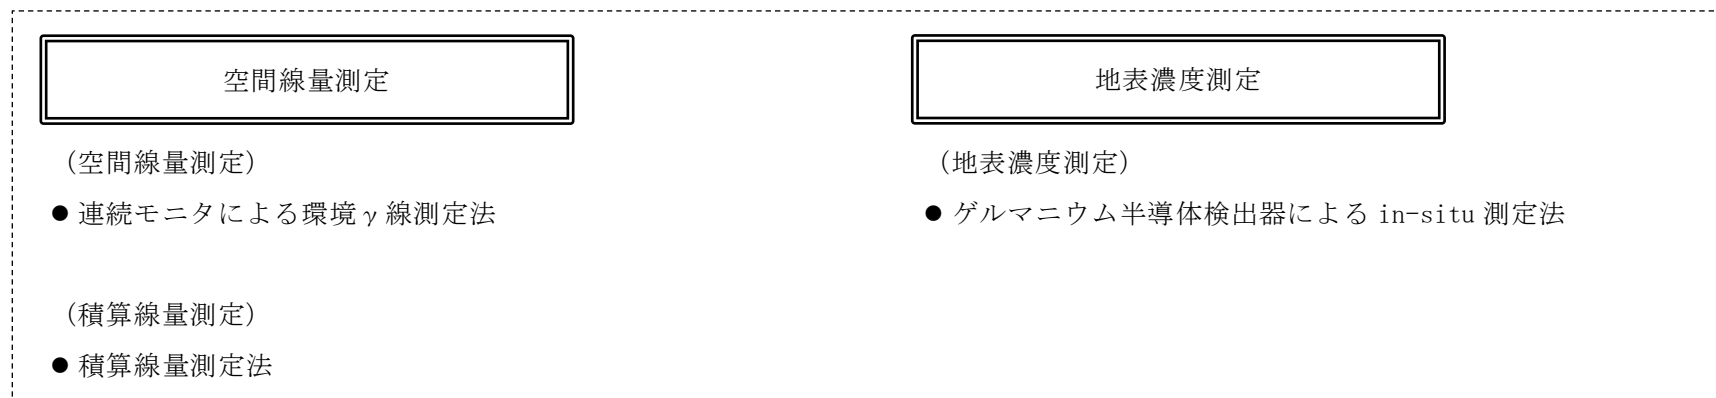 空間線量測定
(空間線量測定)
●連続モニタによる環境γ線測定法
(積算線量測定)
●積算線量測定法
地表濃度測定
(地表濃度測定)
●ゲルマニウム半導体検出器による in-situ 測定法